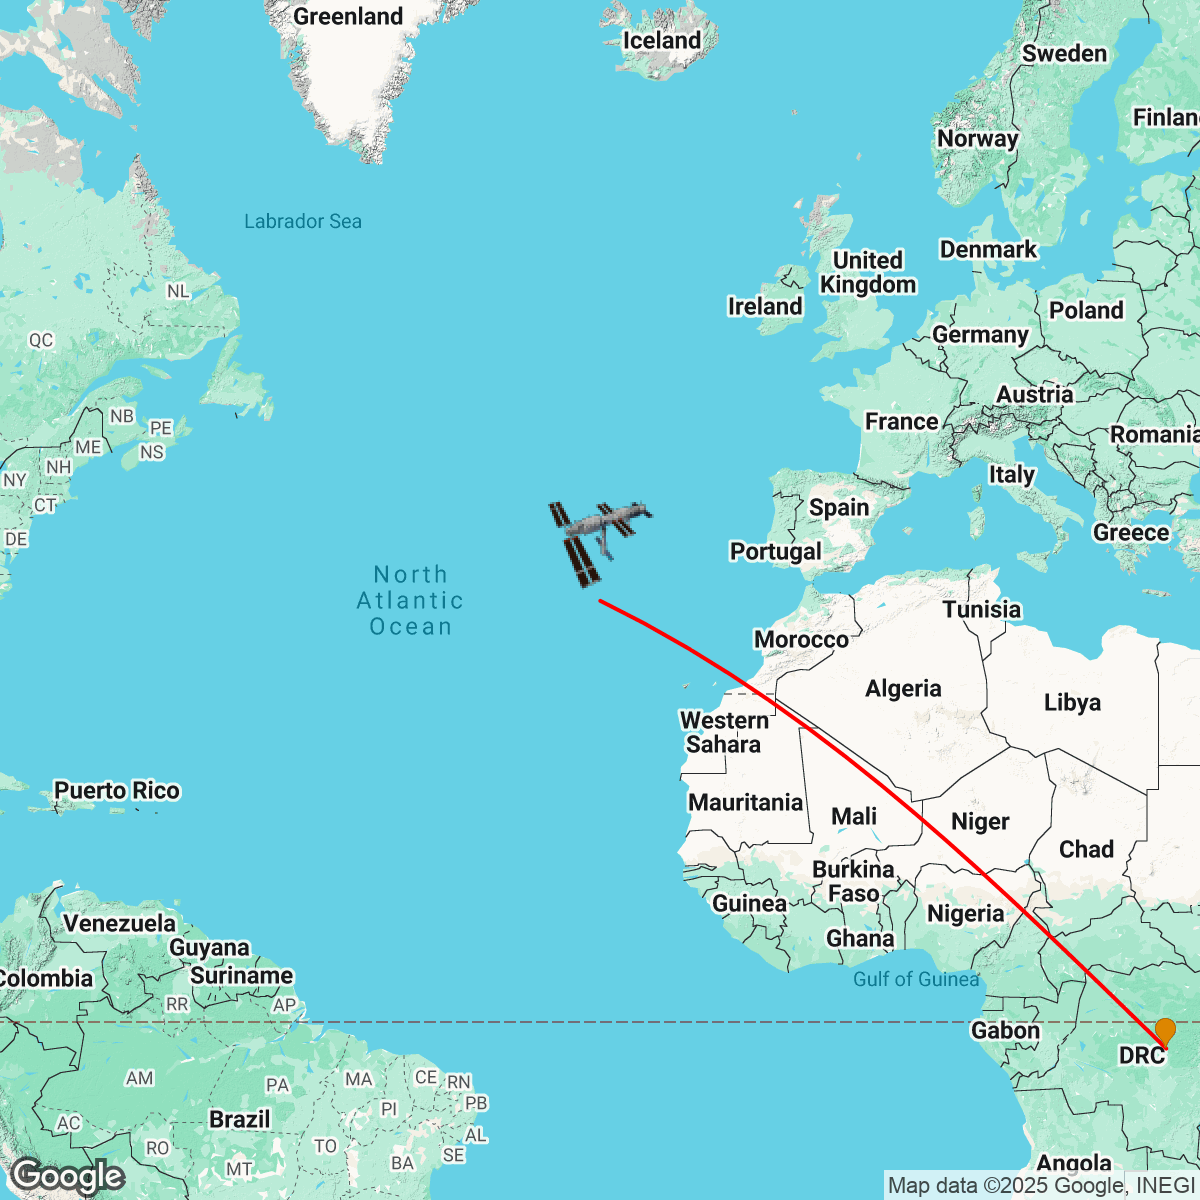 Greenland
Iceland
Sweden
Finlan
Norway
Labrador Sea
Denmark
United
Kingdom
NL
Ireland
Poland
QC
Germany
Austria
NB
PE
France
Romania
ME
NS
NH
Italy
NY
CT
Spain
DE
Greece
Portugal
North
Atlantic
Ocean
Tunisia
Morocco
Algeria
Libya
Western
Sahara
Puerto Rico
Mauritania
Mali
Niger
Chad
Burkina
Faso
Guinea
Nigeria
Venezuela
Ghana
Guyana
Suriname
Colombia
Gulf of Guinea
RR
AP
Gabon
DRC
AM
PA
MA
CE
RN
PI
PB
AC
Brazil
AL
RO
TO
SE
MT
BA
Angola
Google
Map data ©2025 Google, INEGI